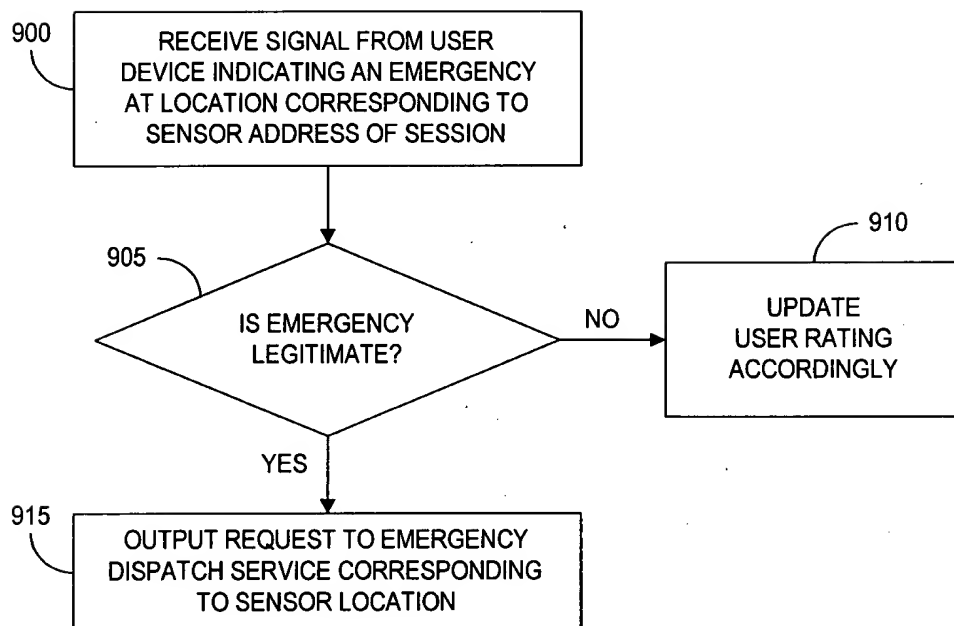 900
RECEIVE SIGNAL FROM USER
DEVICE INDICATING AN EMERGENCY
AT LOCATION CORRESPONDING TO
SENSOR ADDRESS OF SESSION
905
IS EMERGENCY
LEGITIMATE?
NO
910
UPDATE
USER RATING
ACCORDINGLY
YES
915
OUTPUT REQUEST TO EMERGENCY
DISPATCH SERVICE CORRESPONDING
TO SENSOR LOCATION